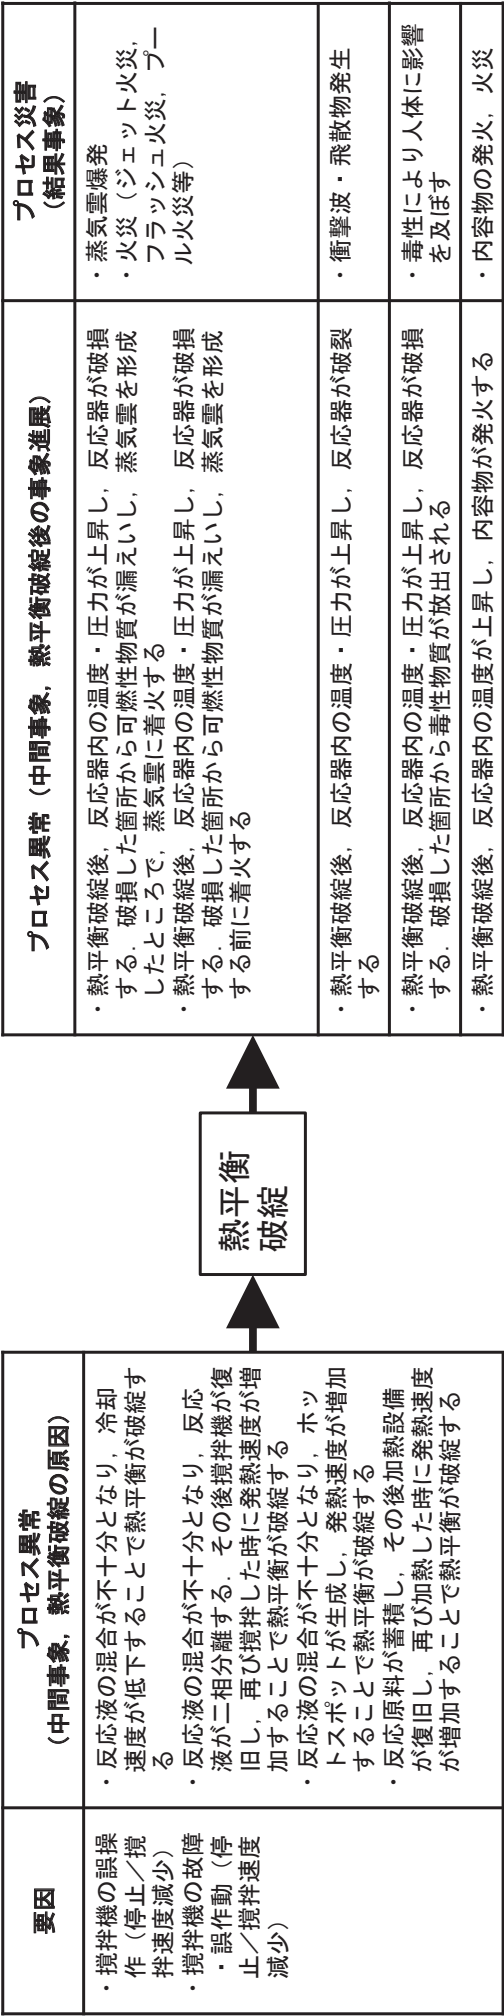 要因
・撹拌機の誤操
作（停止／撹
拌速度減少）
・撹拌機の故障
・誤作動（停
止／撹拌速度
減少）
プロセス異常
（中間事象，熱平衡破綻の原因）
・反応液の混合が不十分となり，冷却
速度が低下することで熱平衡が破綻す
る
・反応液の混合が不十分となり，反応
液が二相分離する．その後撹拌機が復
旧し，再び撹拌した時に発熱速度が増
加することで熱平衡が破綻する
・反応液の混合が不十分となり，ホッ
トスポットが生成し，発熱速度が増加
することで熱平衡が破綻する
・反応原料が蓄積し，その後加熱設備
が復旧し，再び加熱した時に発熱速度
が増加することで熱平衡が破綻する
熱平衡
破綻
プロセス異常（中間事象，熱平衡破綻後の事象進展）
プロセス災害
（結果事象）
・熱平衡破綻後，反応器内の温度・圧力が上昇し，反応器が破損
する．破損した箇所から可燃性物質が漏えいし，蒸気雲を形成
したところで，蒸気雲に着火する
・熱平衡破綻後，反応器内の温度・圧力が上昇し，反応器が破損
する．破損した箇所から可燃性物質が漏えいし，蒸気雲を形成
する前に着火する
・蒸気雲爆発
・火災（ジェット火災，
フラッシュ火災，プー
ル火災等）
・熱平衡破綻後，反応器内の温度・圧力が上昇し，反応器が破裂
する
・衝撃波・飛散物発生
・熱平衡破綻後，反応器内の温度・圧力が上昇し，反応器が破損
する．破損した箇所から毒性物質が放出される
・毒性により人体に影響
を及ぼす
・熱平衡破綻後，反応器内の温度が上昇し，内容物が発火する
・内容物の発火，火災